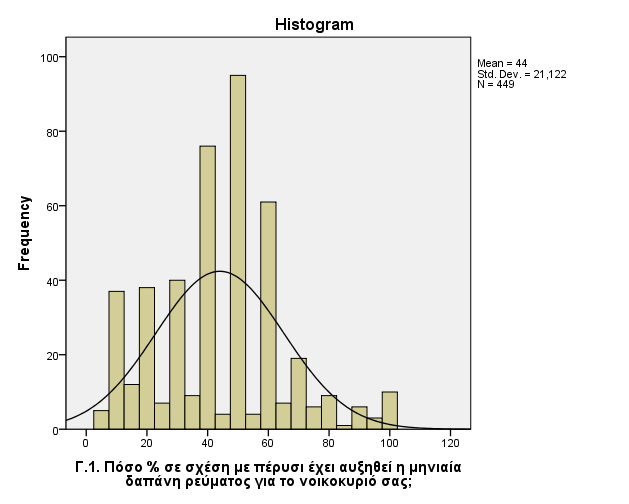 Histogram
Mean = 44
Std. Dev. = 21,122
N = 449
100
80
60
40
20
0
Frequency
0 20 40 60 80 100 120
Γ.1. Πόσο % σε σχέση με πέρυσι έχει αυξηθεί η μηνιαία
δαπάνη ρεύματος για το νοικοκυριό σας;